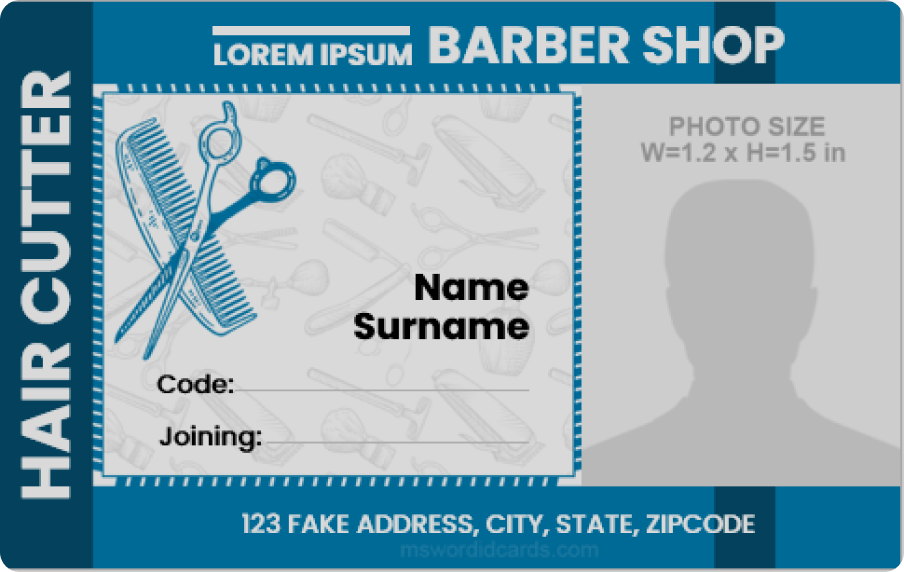 HAIR CUTTER
LOREM IPSUM BARBER SHOP
PHOTO SIZE
W=1.2 x H=1.5 in
Name
Surname
Code:
Joining:
123 FAKE ADDRESS, CITY, STATE, ZIPCODE
mswordidcards.com